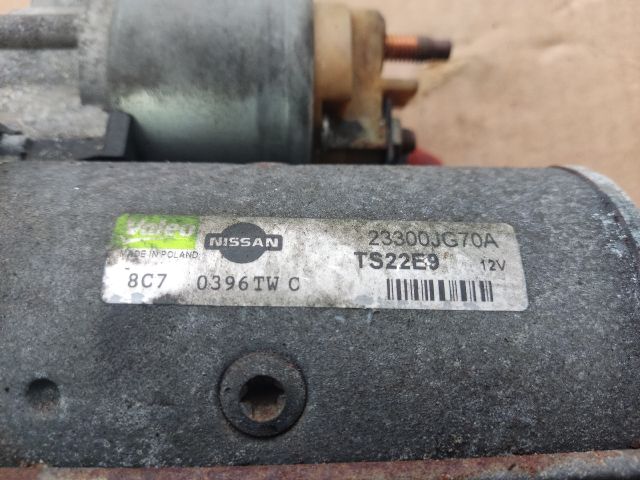 Valeo
MADE IN POLAND
NISSAN
23300JG70A
TS22E9
12V
8C7 0396TW C